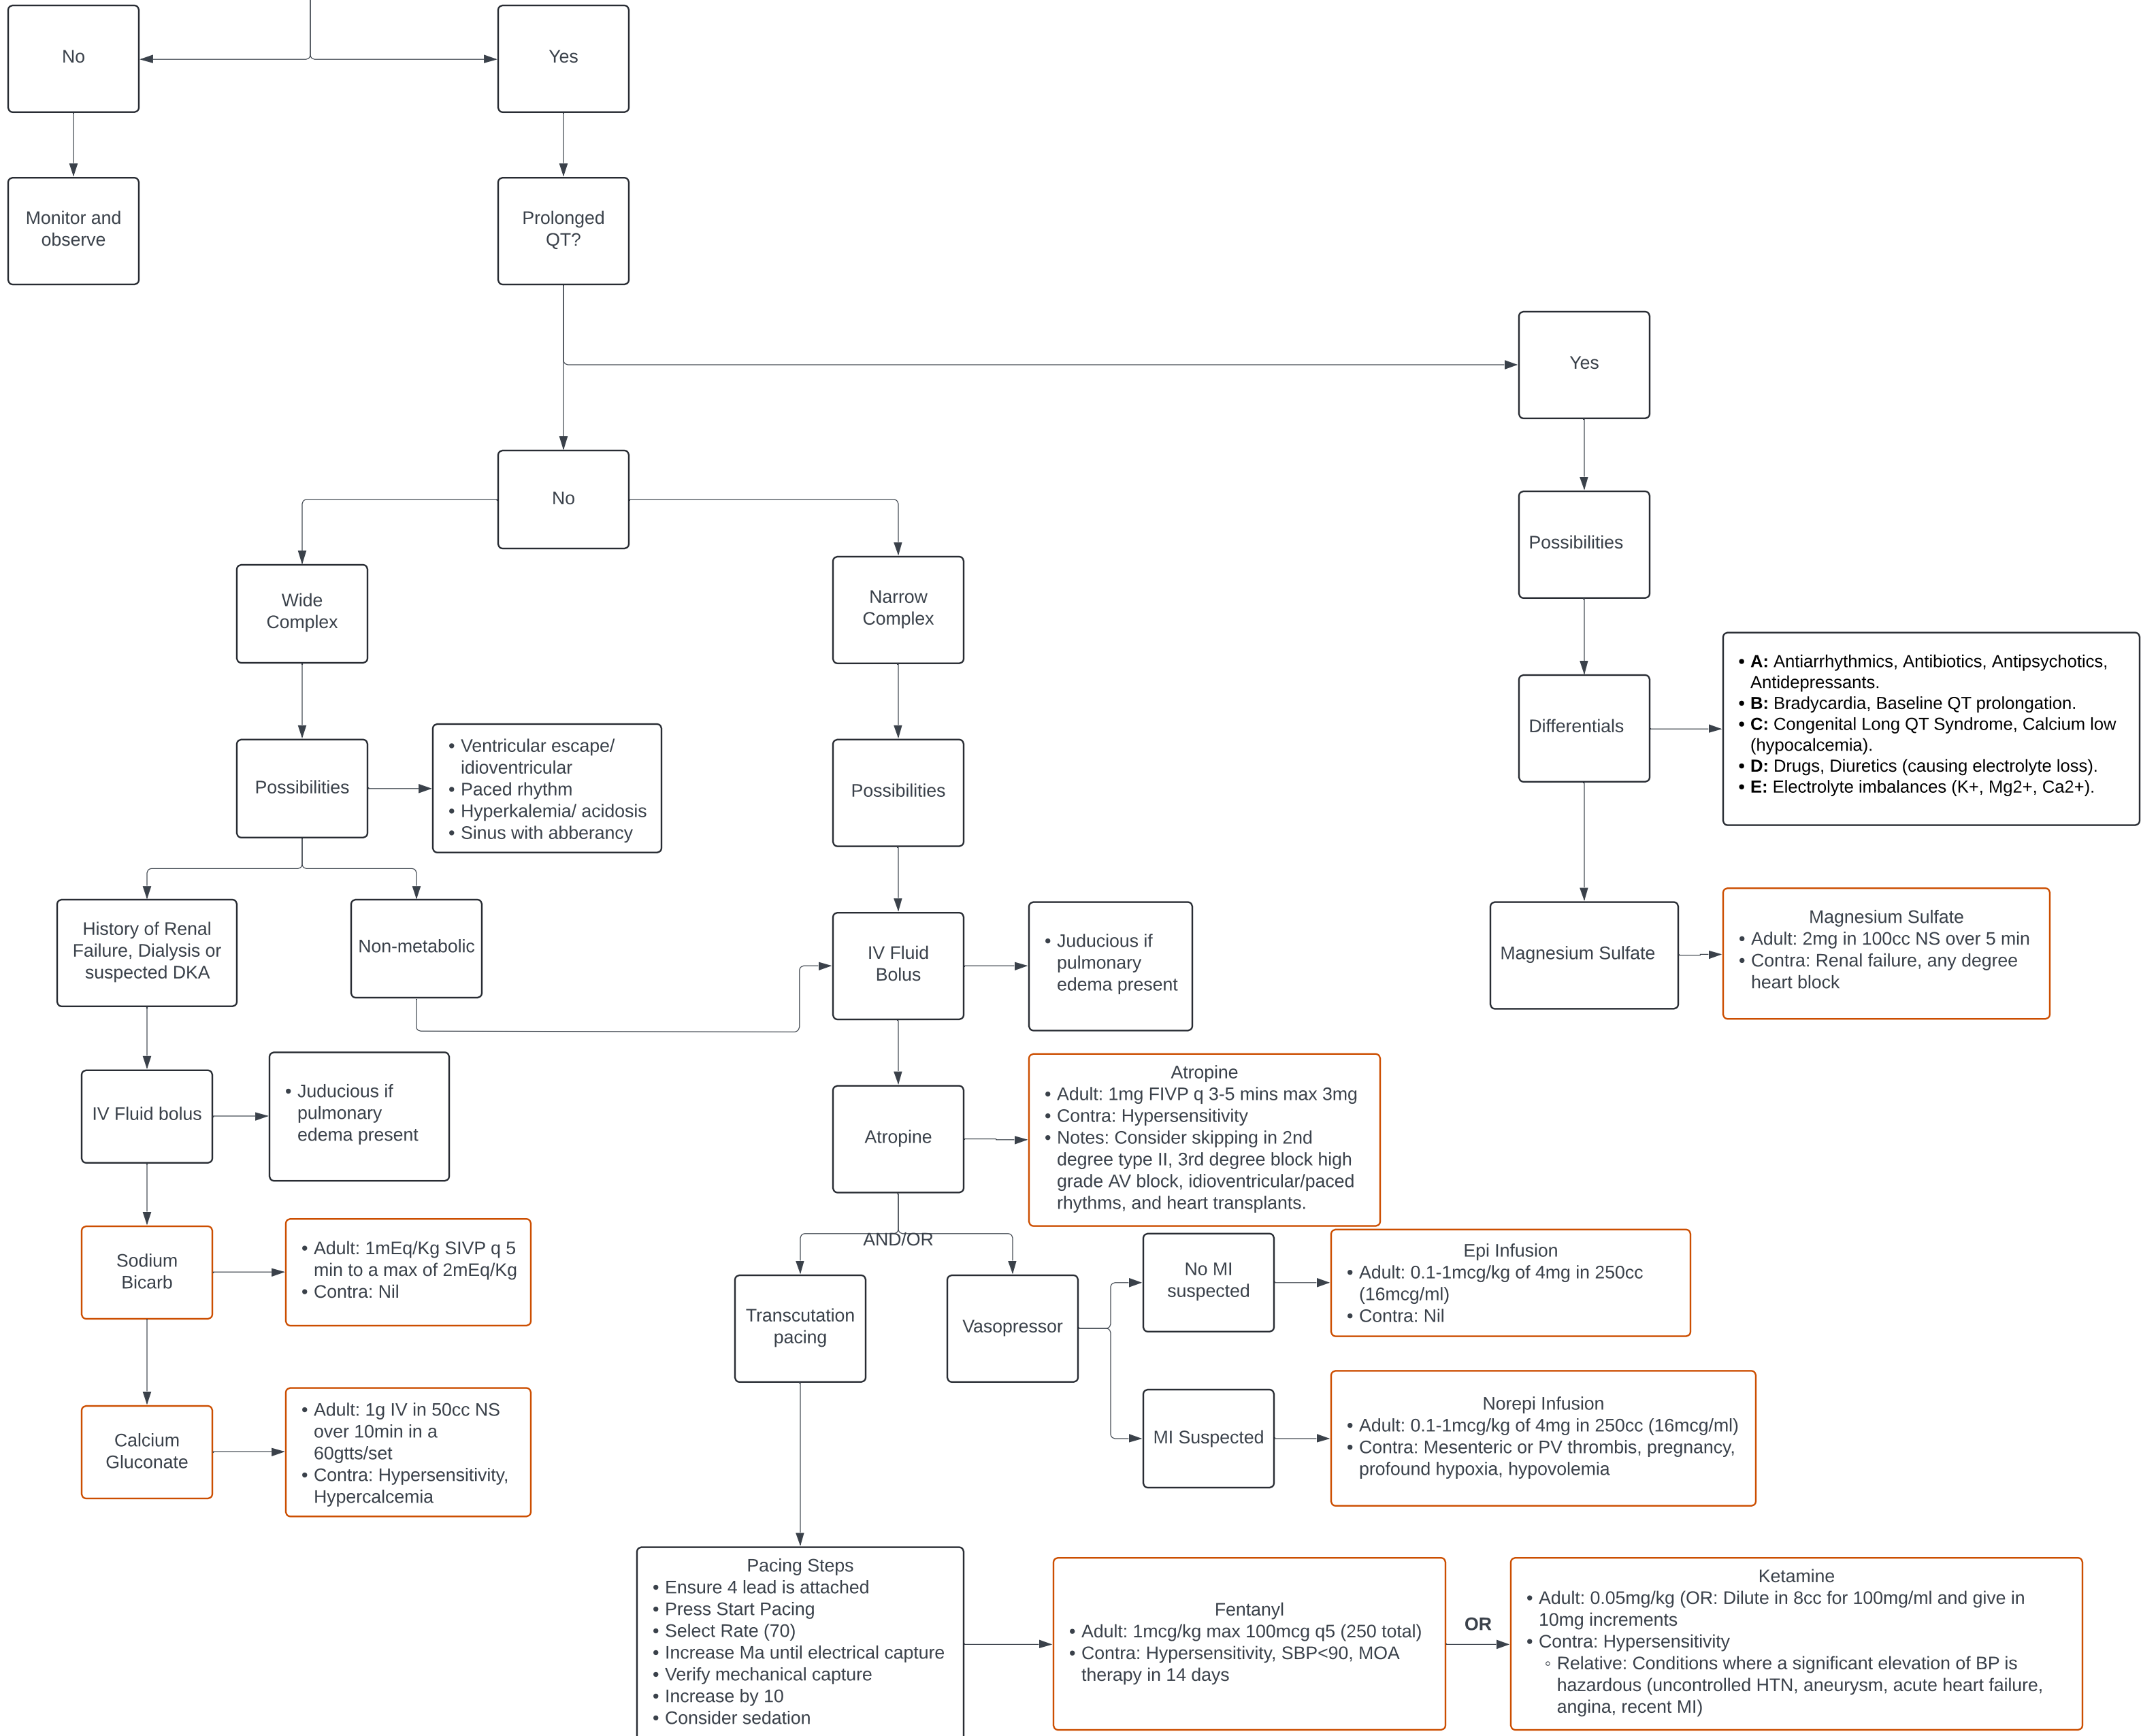 No
Yes
Monitor and
observe
Prolonged
QT?
Yes
No
Possibilities
Wide
Complex
Narrow
Complex
Differentials
• A: Antiarrhythmics, Antibiotics, Antipsychotics,
Antidepressants.
• B: Bradycardia, Baseline QT prolongation.
• C: Congenital Long QT Syndrome, Calcium low
(hypocalcemia).
• D: Drugs, Diuretics (causing electrolyte loss).
• E: Electrolyte imbalances (K+, Mg2+, Ca2+).
Possibilities
• Ventricular escape/
idioventricular
• Paced rhythm
• Hyperkalemia/ acidosis
• Sinus with abberancy
Possibilities
History of Renal
Failure, Dialysis or
suspected DKA
Non-metabolic
IV Fluid
Bolus
• Juducious if
pulmonary
edema present
Magnesium Sulfate
Magnesium Sulfate
• Adult: 2mg in 100cc NS over 5 min
• Contra: Renal failure, any degree
heart block
IV Fluid bolus
• Juducious if
pulmonary
edema present
Atropine
Atropine
• Adult: 1mg FIVP q 3-5 mins max 3mg
• Contra: Hypersensitivity
• Notes: Consider skipping in 2nd
degree type II, 3rd degree block high
grade AV block, idioventricular/paced
rhythms, and heart transplants.
AND/OR
Sodium
Bicarb
• Adult: 1mEq/Kg SIVP q 5
min to a max of 2mEq/Kg
• Contra: Nil
Transcutation
pacing
Vasopressor
No MI
suspected
Epi Infusion
• Adult: 0.1-1mcg/kg of 4mg in 250cc
(16mcg/ml)
• Contra: Nil
Calcium
Gluconate
• Adult: 1g IV in 50cc NS
over 10min in a
60gtts/set
• Contra: Hypersensitivity,
Hypercalcemia
MI Suspected
Norepi Infusion
• Adult: 0.1-1mcg/kg of 4mg in 250cc (16mcg/ml)
• Contra: Mesenteric or PV thrombis, pregnancy,
profound hypoxia, hypovolemia
Pacing Steps
• Ensure 4 lead is attached
• Press Start Pacing
• Select Rate (70)
• Increase Ma until electrical capture
• Verify mechanical capture
• Increase by 10
• Consider sedation
Fentanyl
• Adult: 1mcg/kg max 100mcg q5 (250 total)
• Contra: Hypersensitivity, SBP<90, MOA
therapy in 14 days
OR
Ketamine
• Adult: 0.05mg/kg (OR: Dilute in 8cc for 100mg/ml and give in
10mg increments
• Contra: Hypersensitivity
◦ Relative: Conditions where a significant elevation of BP is
hazardous (uncontrolled HTN, aneurysm, acute heart failure,
angina, recent MI)